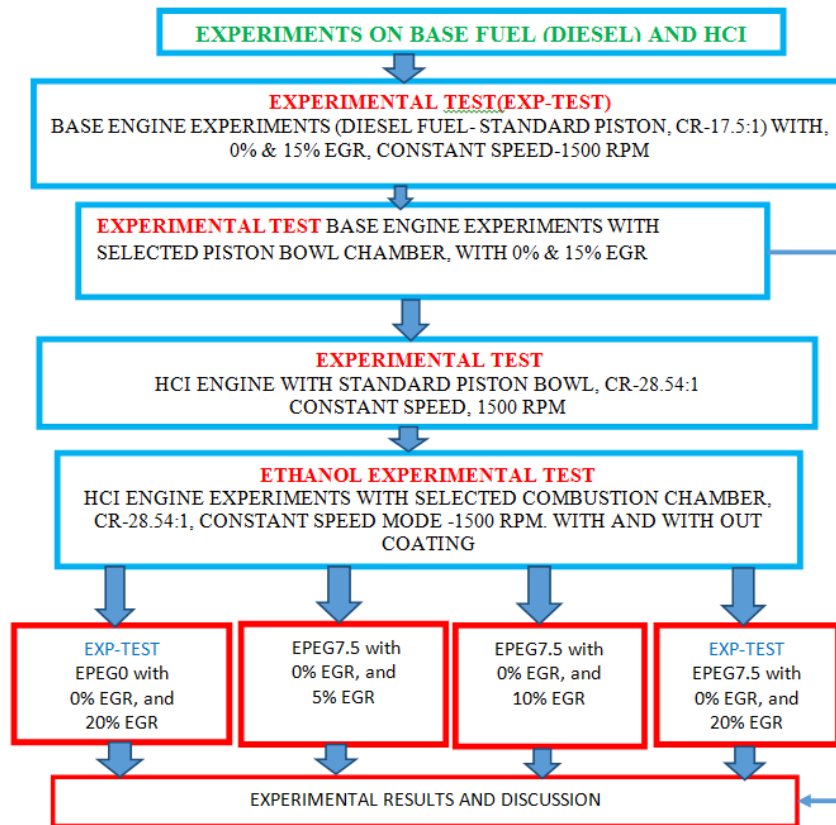 EXPERIMENTS ON BASE FUEL (DIESEL) AND HCI
EXPERIMENTAL TEST(EXP-TEST)
BASE ENGINE EXPERIMENTS (DIESEL FUEL- STANDARD PISTON, CR-17.5:1) WITH,
0% & 15% EGR, CONSTANT SPEED-1500 RPM
EXPERIMENTAL TEST BASE ENGINE EXPERIMENTS WITH
SELECTED PISTON BOWL CHAMBER, WITH 0% & 15% EGR
EXPERIMENTAL TEST
HCI ENGINE WITH STANDARD PISTON BOWL, CR-28.54:1
CONSTANT SPEED, 1500 RPM
ETHANOL EXPERIMENTAL TEST
HCI ENGINE EXPERIMENTS WITH SELECTED COMBUSTION CHAMBER,
CR-28.54:1, CONSTANT SPEED MODE -1500 RPM. WITH AND WITH OUT
COATING
EXP-TEST
EPEG0 with
0% EGR, and
20% EGR
EPEG7.5 with
0% EGR, and
5% EGR
EPEG7.5 with
0% EGR, and
10% EGR
EXP-TEST
EPEG7.5 with
0% EGR, and
20% EGR
EXPERIMENTAL RESULTS AND DISCUSSION